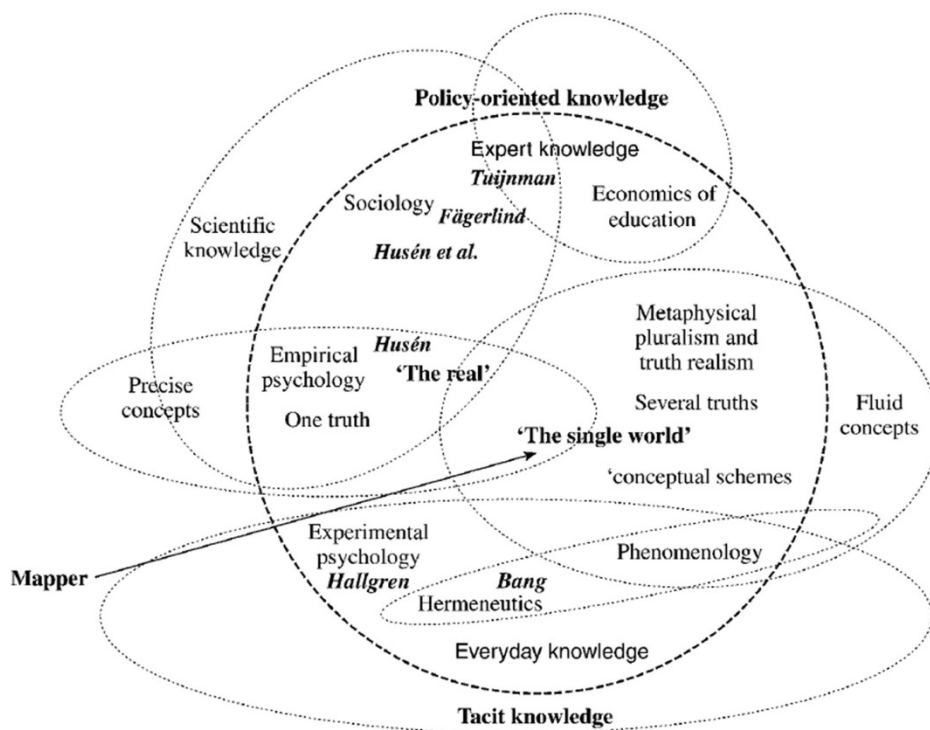 Policy-oriented knowledge
Expert knowledge
Tuijnman
Economics of
education
Sociology
Fägerlind
Scientific
knowledge
Husén et al.
Metaphysical
pluralism and
truth realism
Husén
Empirical
psychology
'The real'
Precise
concepts
One truth
Several truths
Fluid
concepts
'The single world'
'conceptual schemes
Experimental
psychology
Phenomenology
Mapper
Hallgren
Bang
Hermeneutics
Everyday knowledge
Tacit knowledge